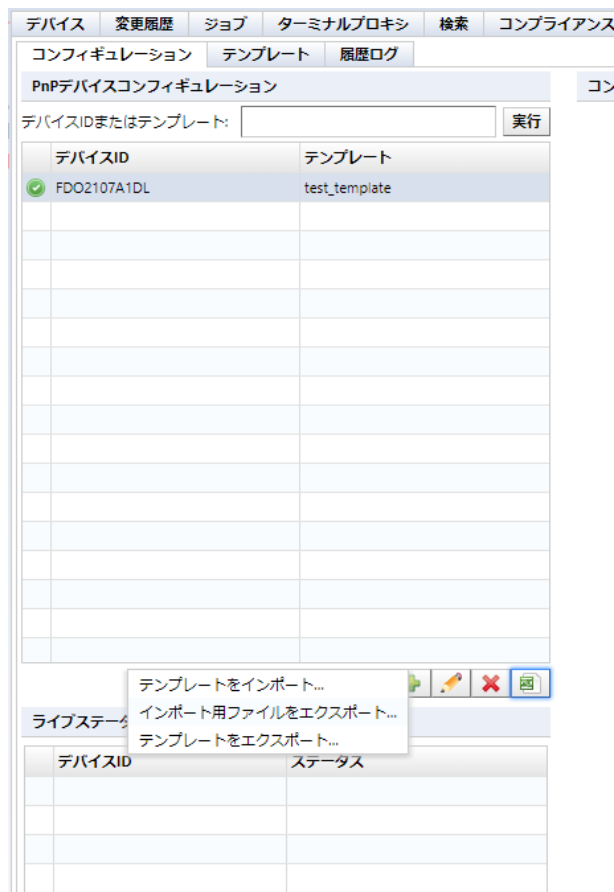 デバイス 変更履歴 ジョブ ターミナルプロキシ 検索 コンプライアンス
コンフィギュレーション テンプレート 履歴ログ
PnPデバイスコンフィギュレーション コン
デバイスIDまたはテンプレート: 実行
デバイスID テンプレート
FDO2107A1DL test_template
テンプレートをインポート...
インポート用ファイルをエクスポート...
テンプレートをエクスポート...
ライブステータ
デバイスID ステータス